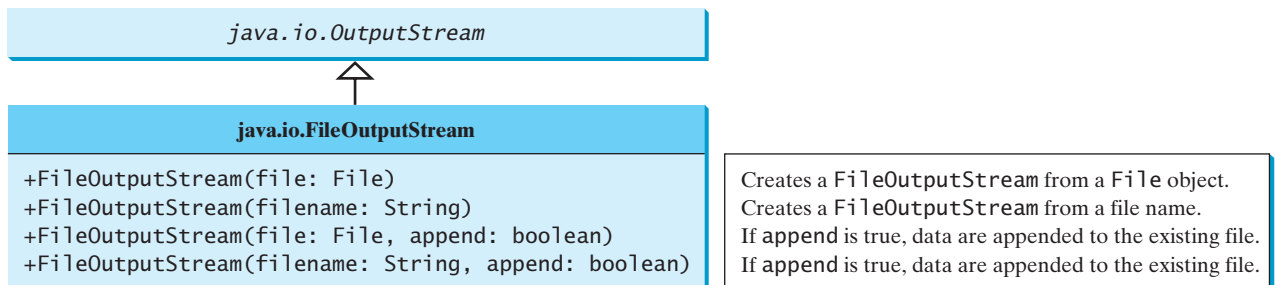 java.io.OutputStream
java.io.FileOutputStream
+FileOutputStream(file: File)
+FileOutputStream(filename: String)
+FileOutputStream(file: File, append: boolean)
+FileOutputStream(filename: String, append: boolean)
Creates a FileOutputStream from a File object.
Creates a FileOutputStream from a file name.
If append is true, data are appended to the existing file.
If append is true, data are appended to the existing file.